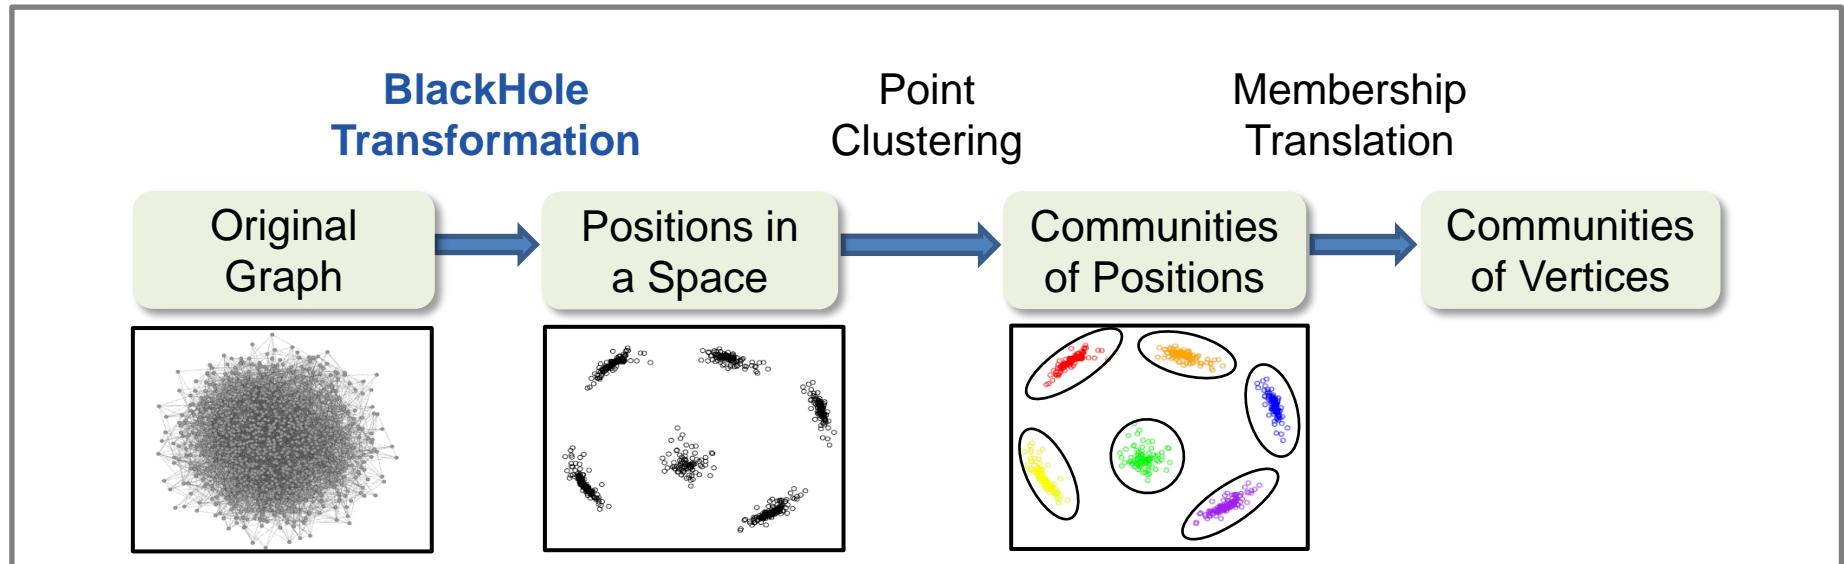 BlackHole
Transformation
Point
Clustering
Membership
Translation
Original
Graph
Positions in
a Space
Communities
of Positions
Communities
of Vertices